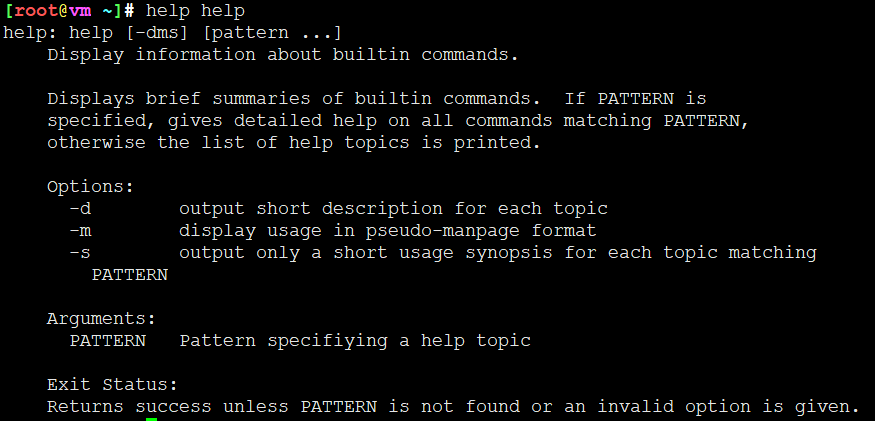 [root@vm ~]# help help
help: help [-dms] [pattern ...]
Display information about builtin commands.
Displays brief summaries of builtin commands.  If PATTERN is
specified, gives detailed help on all commands matching PATTERN,
otherwise the list of help topics is printed.
Options:
-d        output short description for each topic
-m        display usage in pseudo-manpage format
-s        output only a short usage synopsis for each topic matching
PATTERN
Arguments:
PATTERN   Pattern specifiying a help topic
Exit Status:
Returns success unless PATTERN is not found or an invalid option is given.